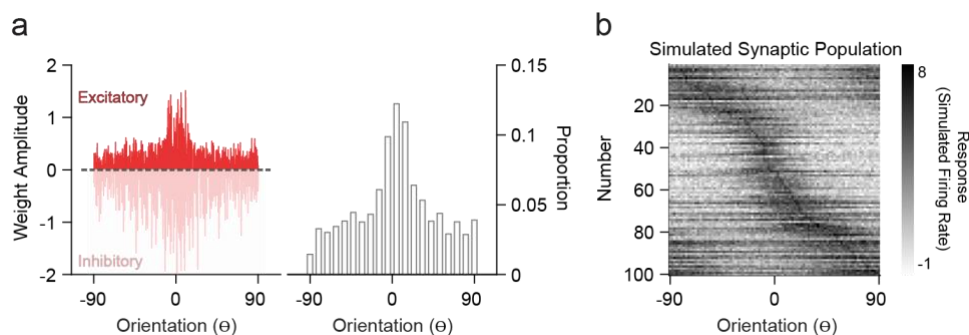 a
2
1
0
-1
-2
Weight Amplitude
Excitatory
Inhibitory
-90
0
90
Orientation (ɵ)
0.15
0.1
0.05
0
Proportion
-90
0
90
Orientation (ɵ)
b
Simulated Synaptic Population
20
40
60
80
100
Number
-90
0
90
Orientation (ɵ)
8
-1
Response
(Simulated Firing Rate)